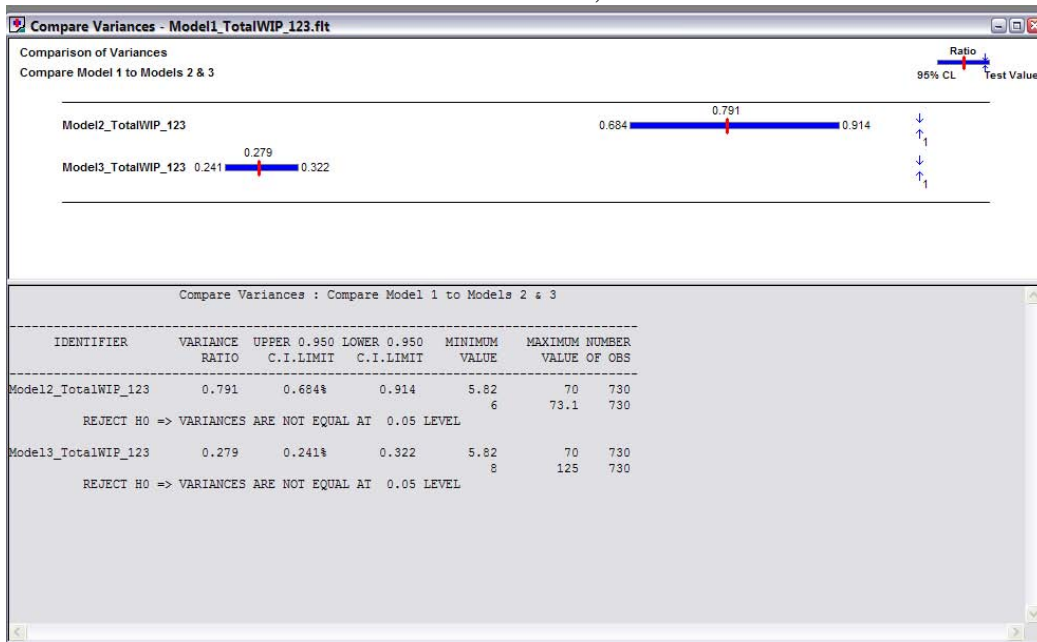 Compare Variances - Model1_TotalWIP_123.flt
Comparison of Variances
Compare Model 1 to Models 2 & 3
Ratio
95% CL Test Value
0.791
Model2_TotalWIP_123 0.684 0.914
1
0.279
Model3_TotalWIP_123 0.241 0.322
1
Compare Variances : Compare Model 1 to Models 2 & 3
IDENTIFIER VARIANCE UPPER 0.950 LOWER 0.950 MINIMUM MAXIMUM NUMBER
RATIO C.I.LIMIT C.I.LIMIT VALUE VALUE OF OBS
Model2_TotalWIP_123 0.791 0.684% 0.914 5.82 70 730
6 73.1 730
REJECT H0 => VARIANCES ARE NOT EQUAL AT 0.05 LEVEL
Model3_TotalWIP_123 0.279 0.241% 0.322 5.82 70 730
8 125 730
REJECT H0 => VARIANCES ARE NOT EQUAL AT 0.05 LEVEL